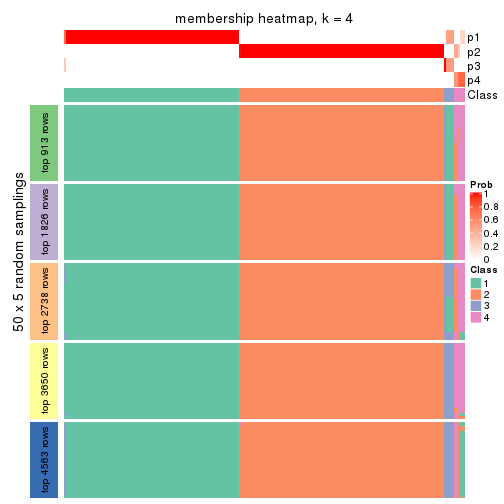 membership heatmap, k = 4
p1
p2
p3
p4
Class
50 x 5 random samplings
top 913 rows
top 1826 rows
top 2738 rows
top 3650 rows
top 4563 rows
Prob
1
0.8
0.6
0.4
0.2
0
Class
1
2
3
4